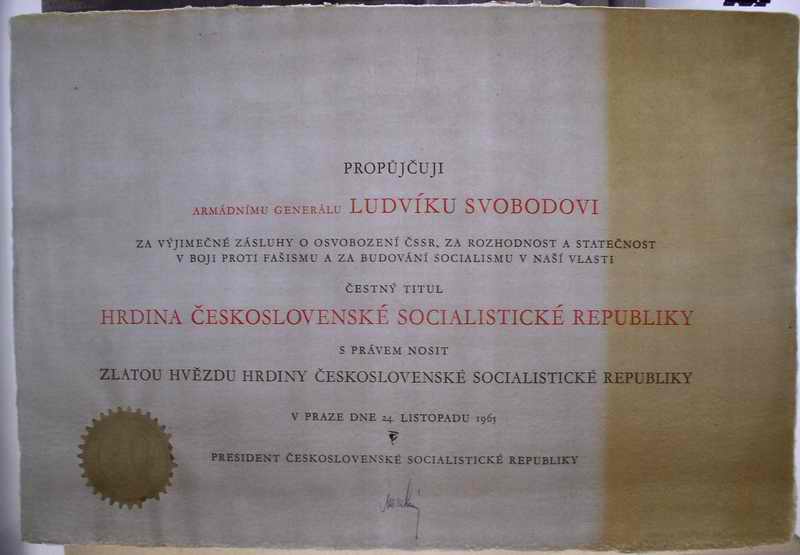 PROPŮJČUJI
ARMÁDNÍMU GENERÁLU LUDVÍKU SVOBODOVI
ZA VÝJIMEČNÉ ZÁSLUHY O OSVOBOZENÍ ČSSR, ZA ROZHODNOST A STATEČNOST
V BOJI PROTI FAŠISMU A ZA BUDOVÁNÍ SOCIALISMU V NAŠÍ VLASTI
ČESTNÝ TITUL
HRDINA ČESKOSLOVENSKÉ SOCIALISTICKÉ REPUBLIKY
S PRÁVEM NOSIT
ZLATOU HVĚZDU HRDINY ČESKOSLOVENSKÉ SOCIALISTICKÉ REPUBLIKY
V PRAZE DNE 24. LISTOPADU 1965
PRESIDENT ČESKOSLOVENSKÉ SOCIALISTICKÉ REPUBLIKY